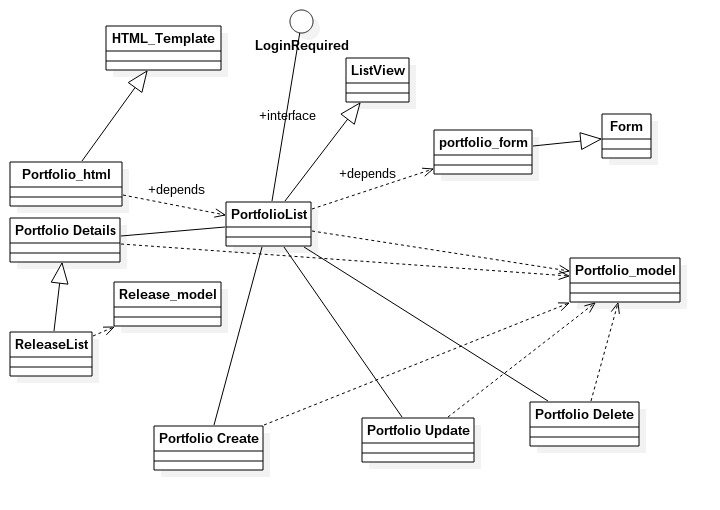 HTML_Template
LoginRequired
ListView
+interface
Form
portfolio_form
Portfolio_html
+depends
+depends
PortfolioList
Portfolio Details
Portfolio_model
Release_model
ReleaseList
Portfolio Create
Portfolio Update
Portfolio Delete